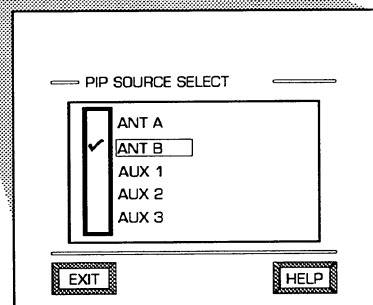 PIP SOURCE SELECT
ANT A
ANT B
AUX 1
AUX 2
AUX 3
EXIT HELP